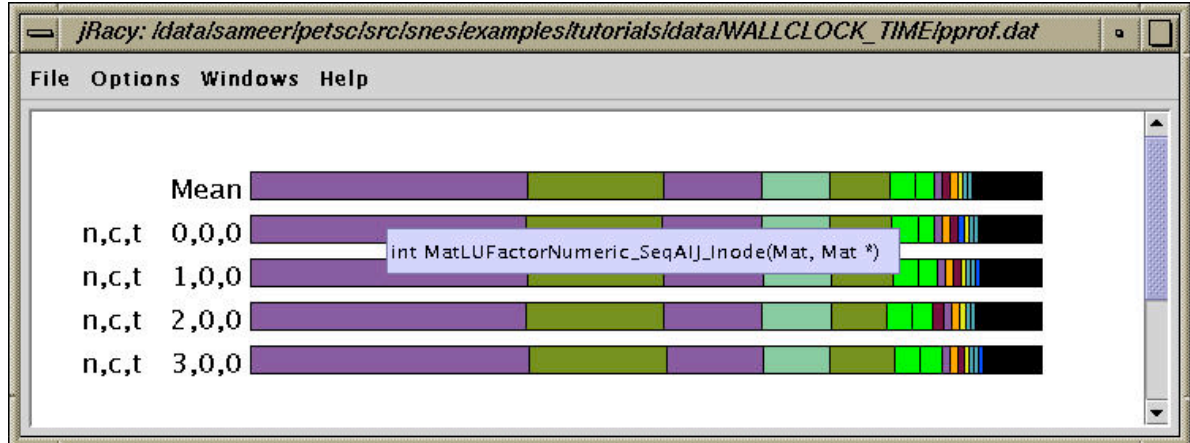 jRacy: /data/sameer/petsc/src/snes/examples/tutorials/data/WALLCLOCK_TIME/pprof.dat
File Options Windows Help
Mean
n,c,t 0,0,0
int MatLUFactorNumeric_SeqAIJ_Inode(Mat, Mat *)
n,c,t 1,0,0
n,c,t 2,0,0
n,c,t 3,0,0